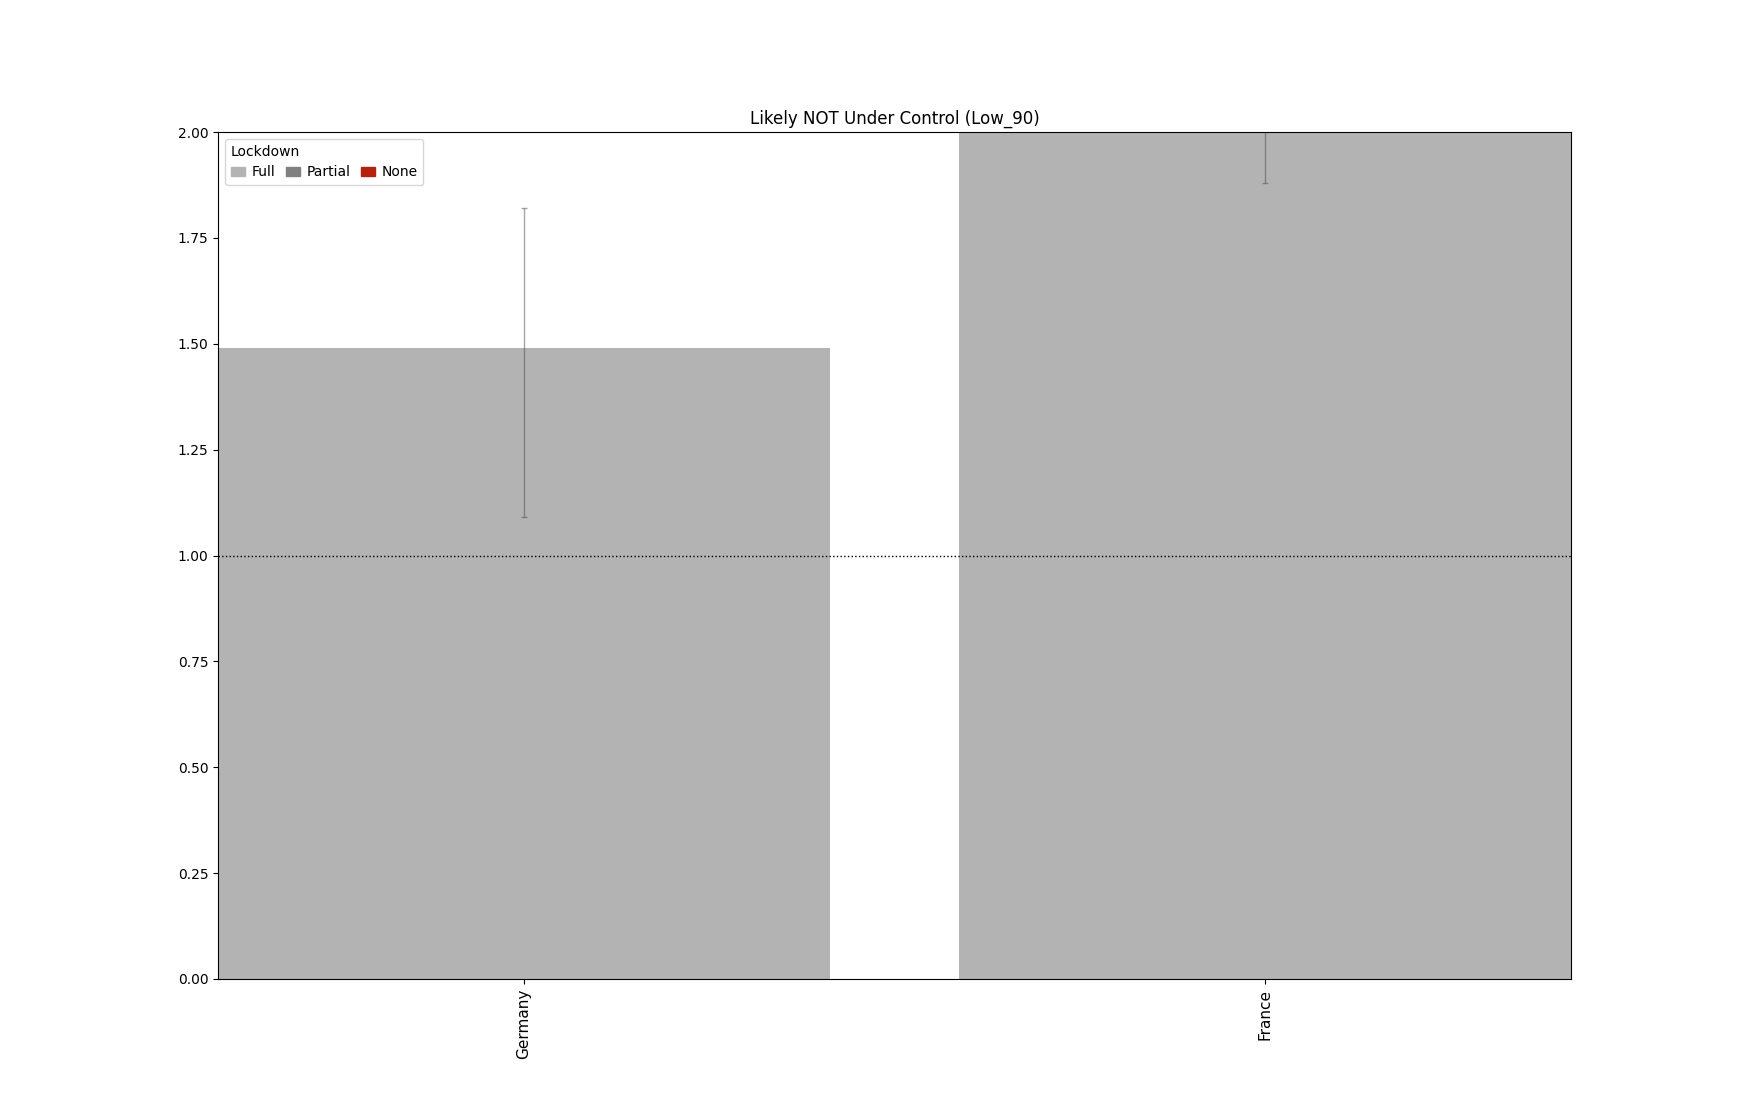 Likely NOT Under Control (Low_90)
2.00
Lockdown
Full Partial None
1.75
1.50
1.25
1.00
0.75
0.50
0.25
0.00
Germany
France